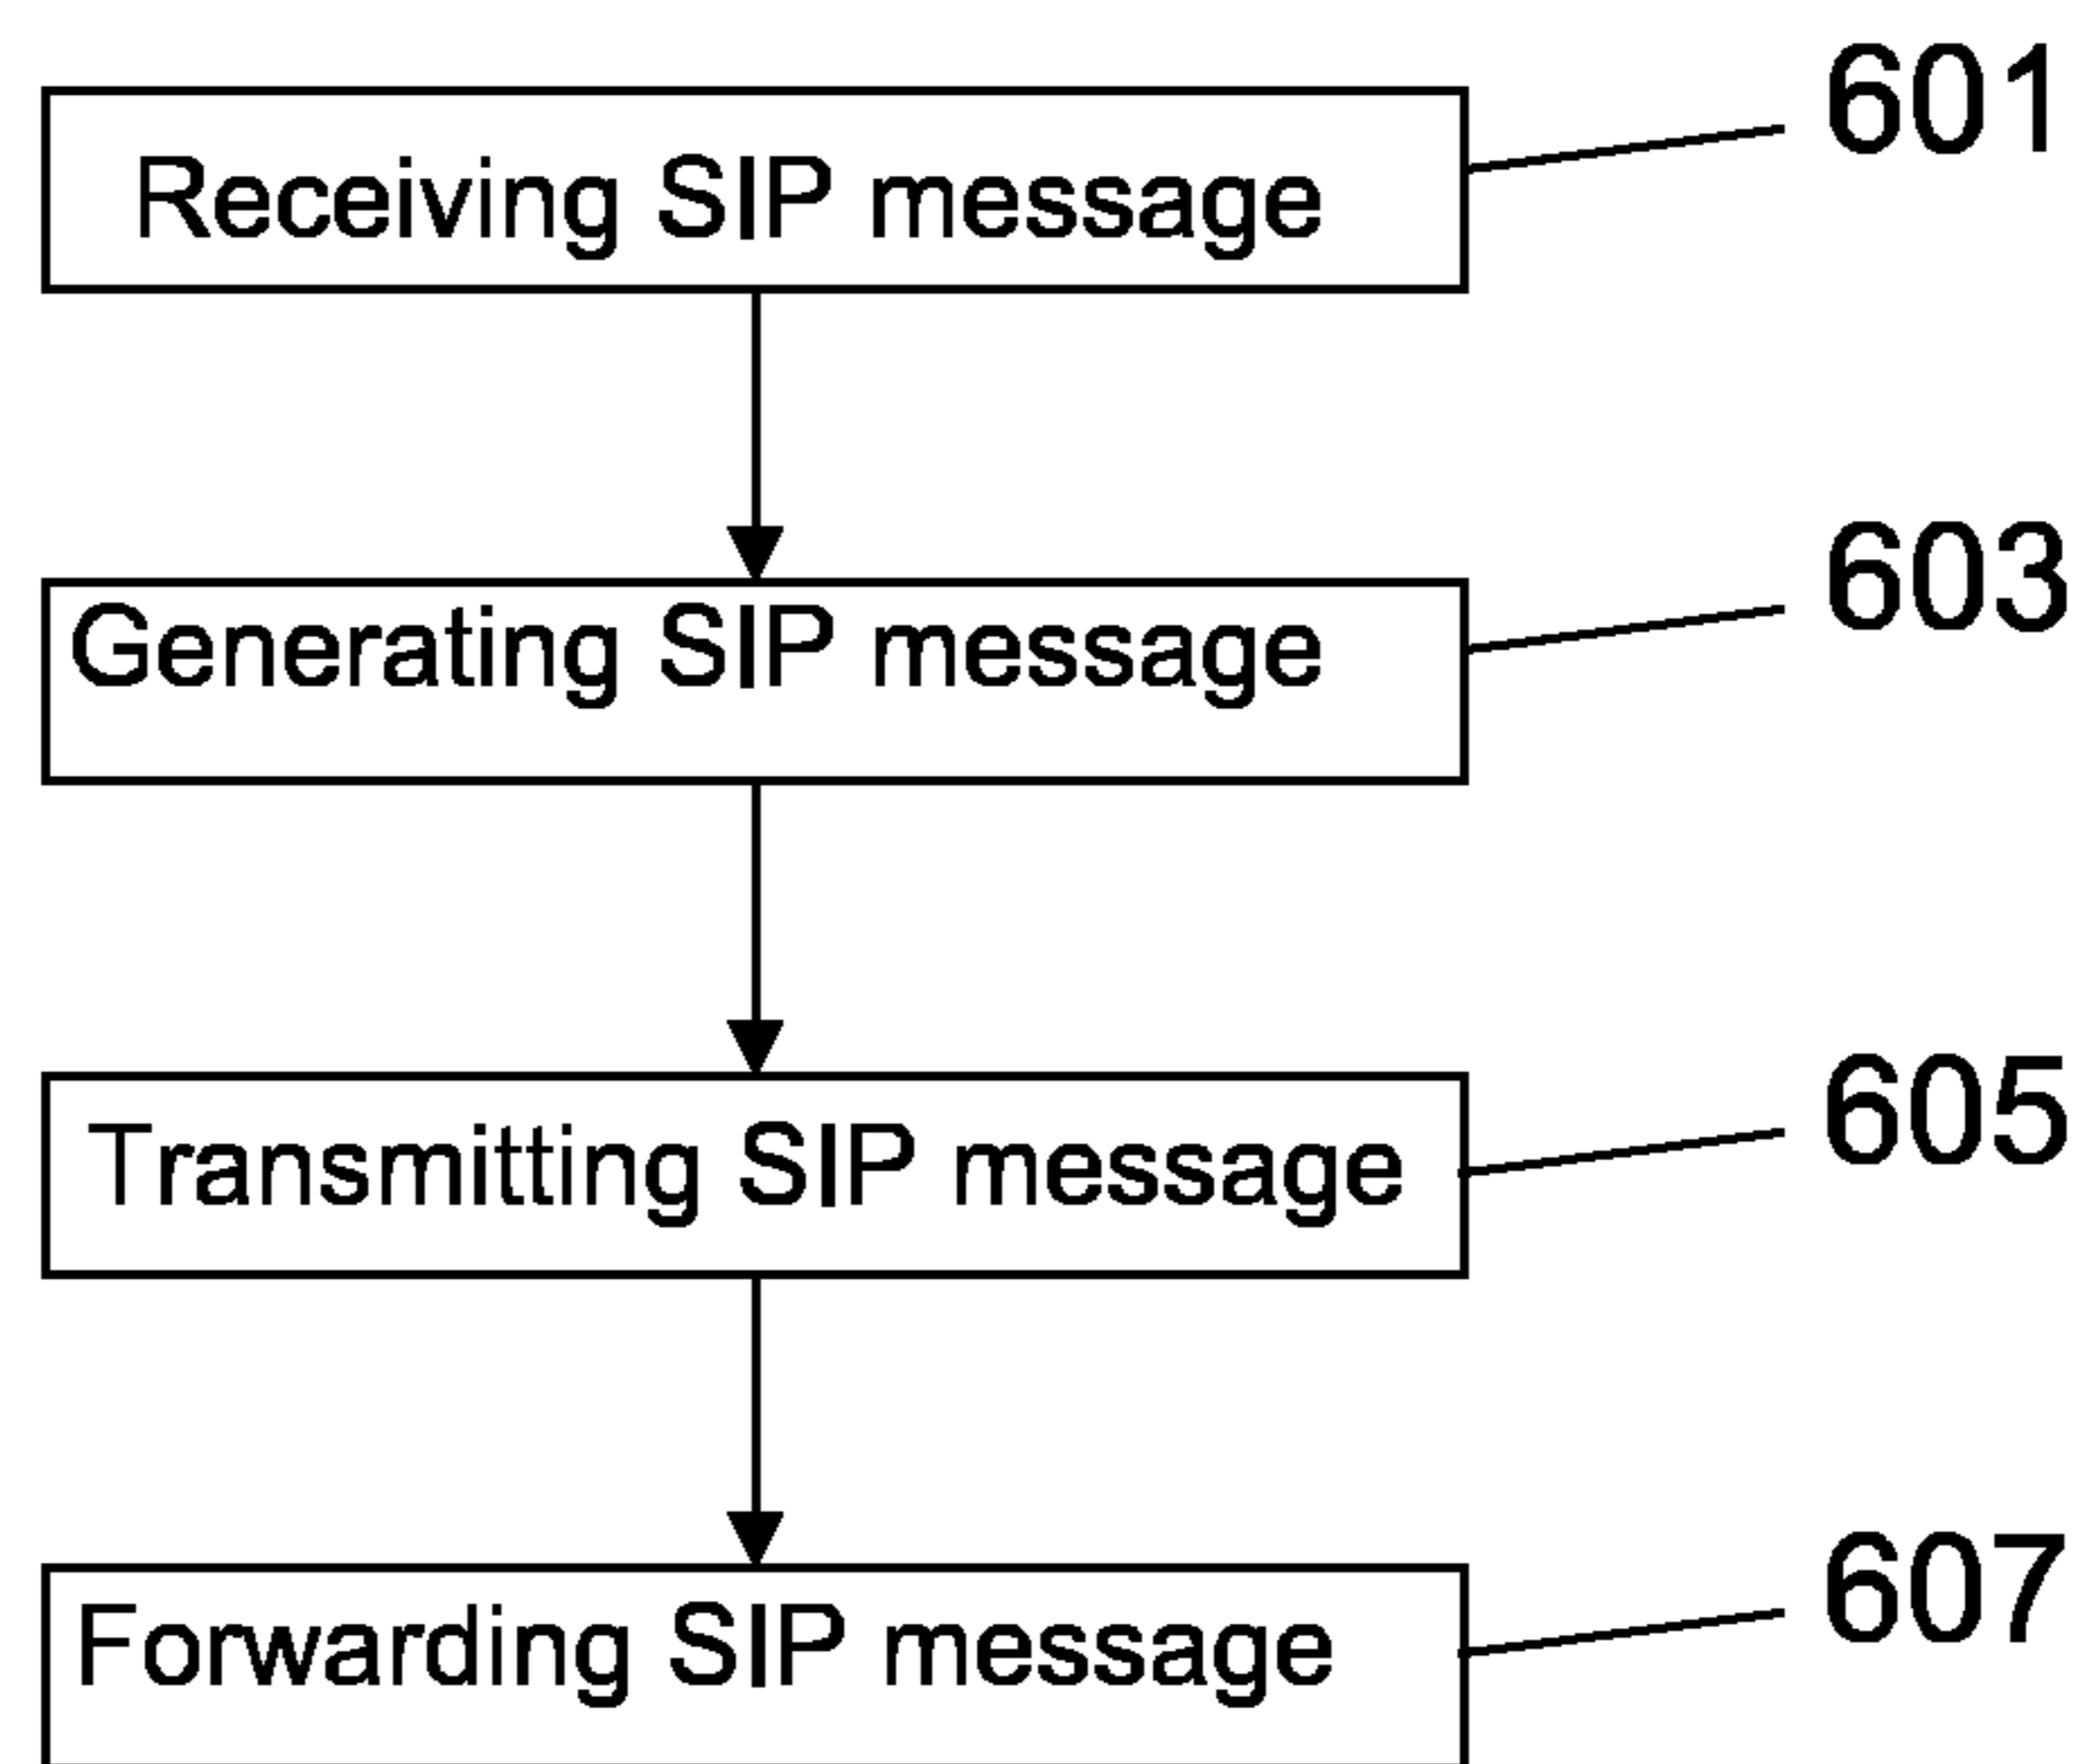 Receiving SIP message
601
Generating SIP message
603
Transmitting SIP message
605
Forwarding SIP message
607